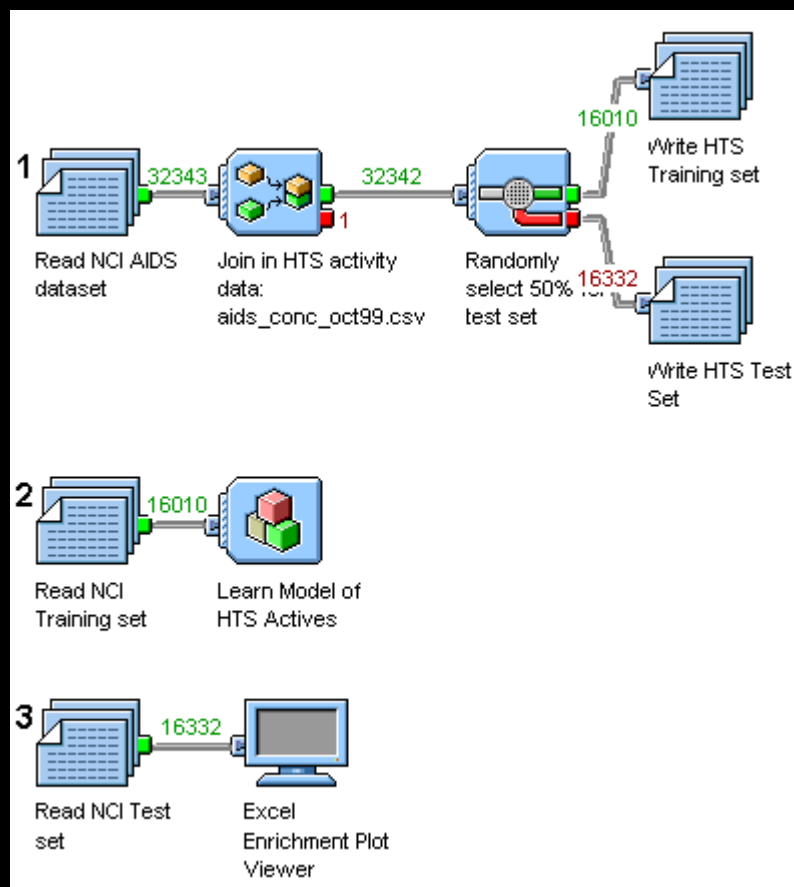 1
32343
Read NCI AIDS
dataset
Join in HTS activity
data:
aids_conc_oct99.csv
1
32342
Randomly
select 50%
test set
16010
Write HTS
Training set
16332
Write HTS Test
Set
2
16010
Read NCI
Training set
Learn Model of
HTS Actives
3
16332
Read NCI Test
set
Excel
Enrichment Plot
Viewer